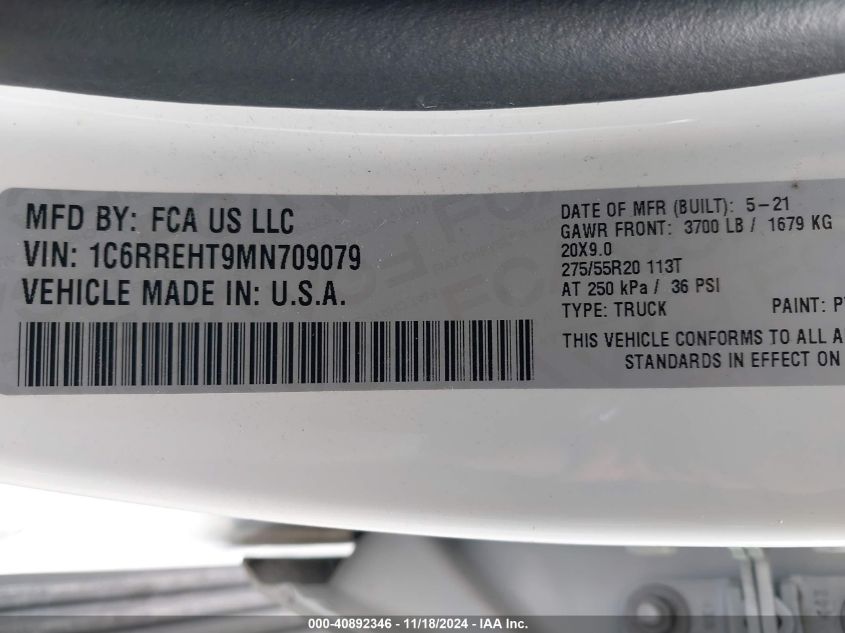 MFD BY: FCA US LLC
VIN: 1C6RREHT9MN709079
VEHICLE MADE IN: U.S.A.
DATE OF MFR (BUILT): 5-21
GAWR FRONT: 3700 LB / 1679 KG
20X9.0
275/55R20 113T
AT 250 kPa / 36 PSI
TYPE: TRUCK PAINT:
THIS VEHICLE CONFORMS TO ALL
STANDARDS IN EFFECT ON
000-40892346 - 11/18/2024 - IAA Inc.